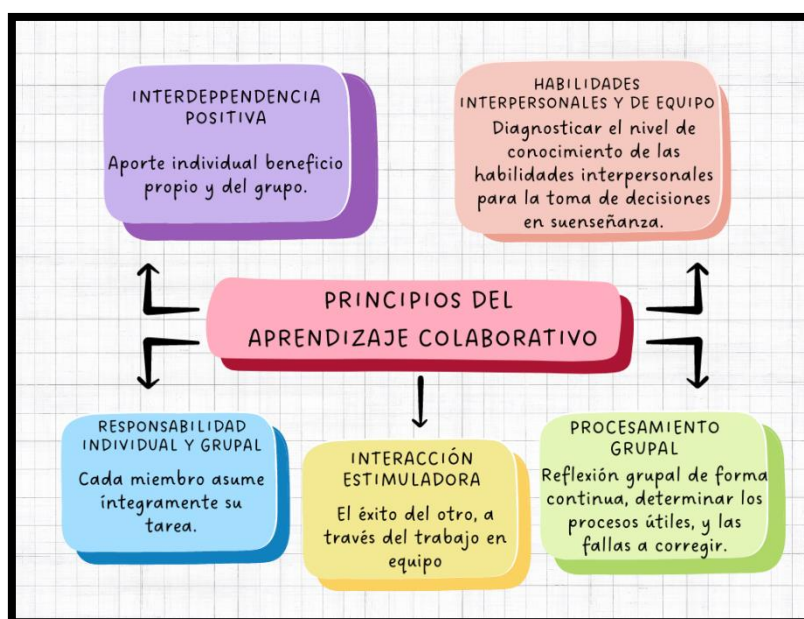 INTERDEPPENDENCIA
POSITIVA
Aporte individual beneficio
propio y del grupo.
HABILIDADES
INTERPERSONALES Y DE EQUIPO
Diagnosticar el nivel de
conocimiento de las
habilidades interpersonales
para la toma de decisiones
en suenseñanza.
PRINCIPIOS DEL
APRENDIZAJE COLABORATIVO
RESPONSABILIDAD
INDIVIDUAL Y GRUPAL
Cada miembro asume
íntegramente su
tarea.
INTERACCIÓN
ESTIMULADORA
El éxito del otro, a
través del trabajo en
equipo
PROCESAMIENTO
GRUPAL
Reflexión grupal de forma
continua, determinar los
procesos útiles, y las
fallas a corregir.